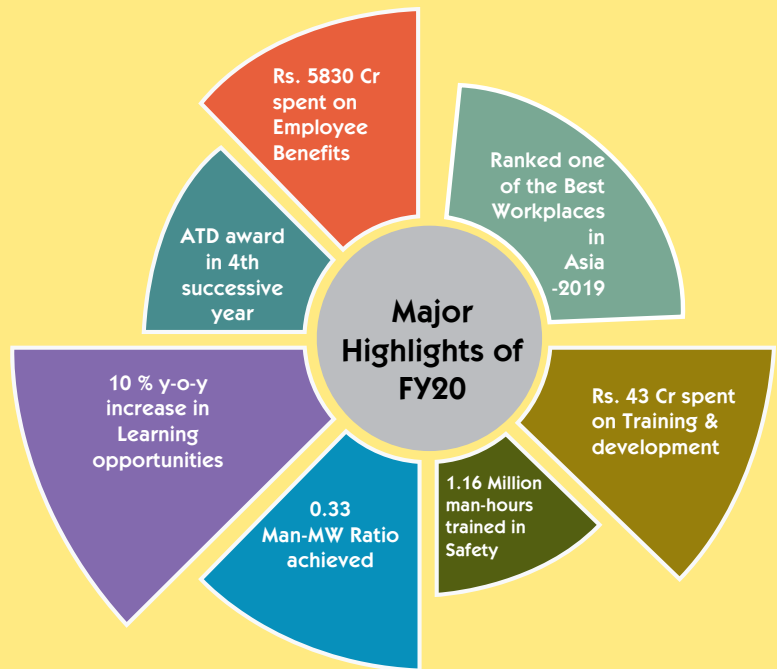 Major
Highlights of
FY20
Rs. 5830 Cr
spent on
Employee
Benefits
Ranked one
of the Best
Workplaces
in
Asia
-2019
Rs. 43 Cr spent
on Training &
development
1.16 Million
man-hours
trained in
Safety
0.33
Man-MW Ratio
achieved
10 % y-o-y
increase in
Learning
opportunities
ATD award
in 4th
successive
year